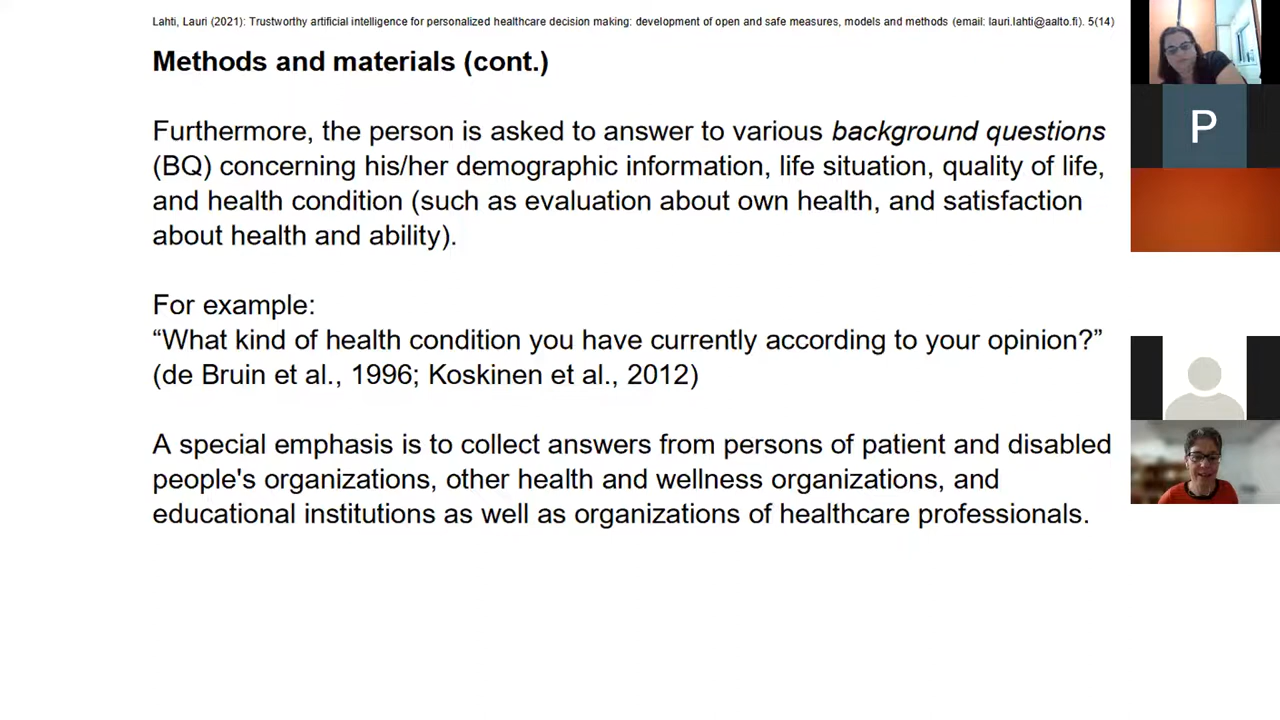 Lahti, Lauri (2021): Trustworthy artificial intelligence for personalized healthcare decision making: development of open and safe measures, models and methods (email: lauri.lahti@aalto.fi). 5(14)
Methods and materials (cont.)
Furthermore, the person is asked to answer to various background questions
(BQ) concerning his/her demographic information, life situation, quality of life,
and health condition (such as evaluation about own health, and satisfaction
about health and ability).
For example:
“What kind of health condition you have currently according to your opinion?”
(de Bruin et al., 1996; Koskinen et al., 2012)
A special emphasis is to collect answers from persons of patient and disabled
people's organizations, other health and wellness organizations, and
educational institutions as well as organizations of healthcare professionals.
P